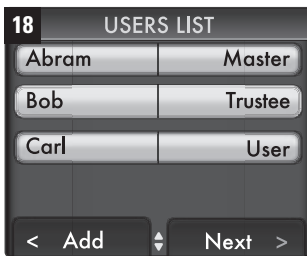 18 USERS LIST
Abram Master
Bob Trustee
Carl User
< Add Next >